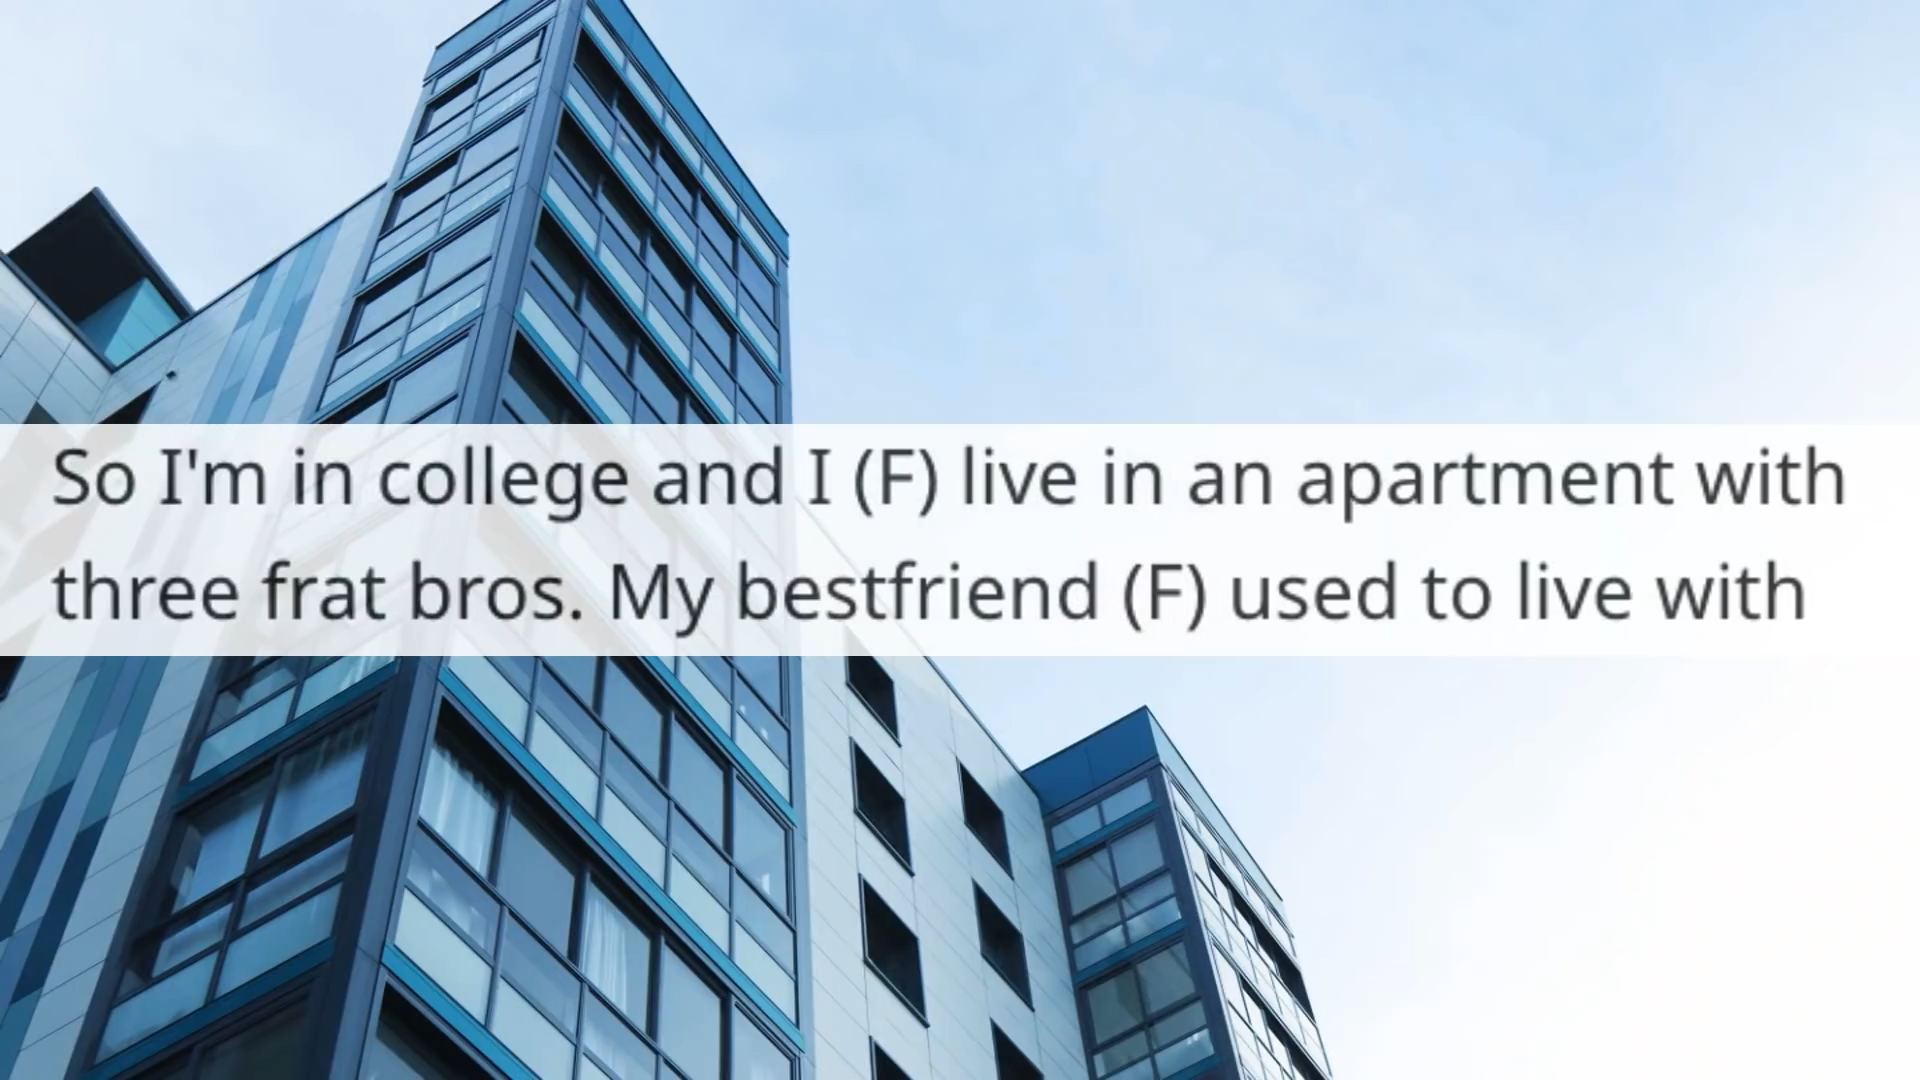 So I'm in college and I (F) live in an apartment with
three frat bros. My bestfriend (F) used to live with